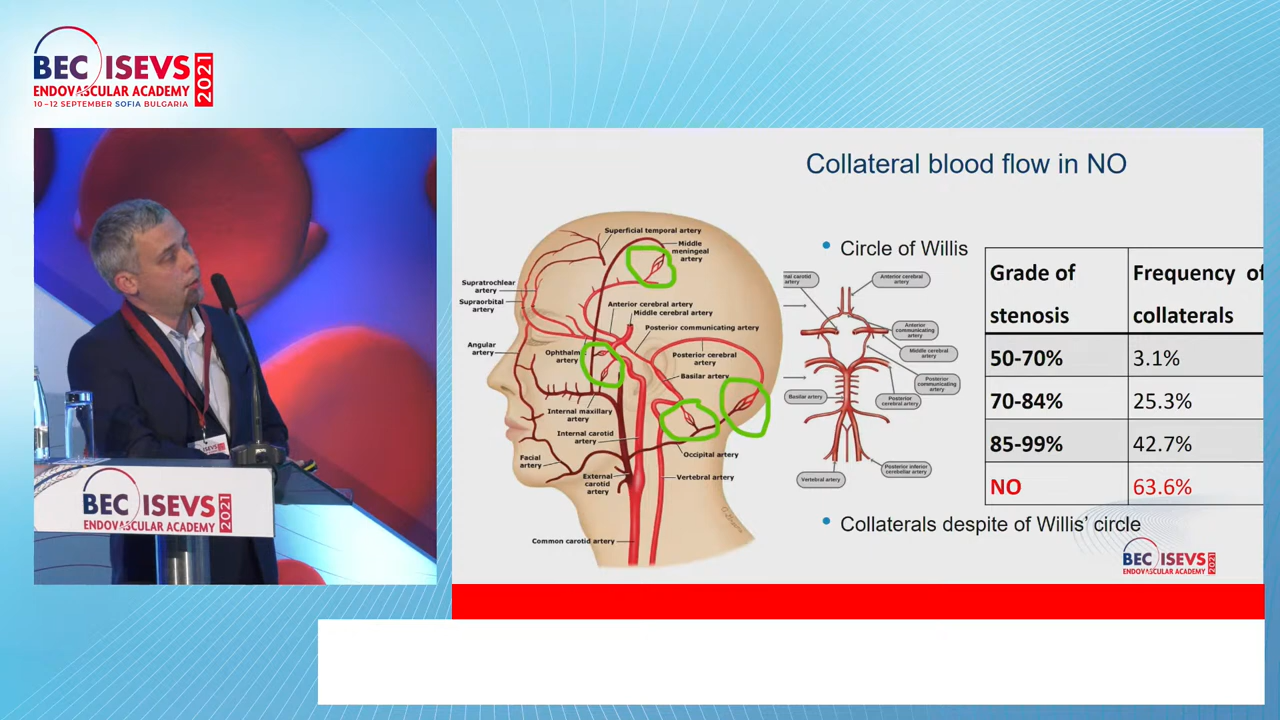 BEC ISEVS 2021
ENDOVASCULAR ACADEMY
10–12 SEPTEMBER SOFIA BULGARIA
Collateral blood flow in NO
Superficial temporal artery
Middle
meningeal
artery
Supratrochlear
artery
Supraorbital
artery
Anterior cerebral artery
Middle cerebral artery
Posterior communicating artery
Angular
artery
Ophthalm
artery
Posterior cerebral
artery
Basilar artery
Internal maxillary
artery
Internal carotid
artery
Occipital artery
Facial
artery
External
carotid
artery
Vertebral artery
Common carotid artery
• Circle of Willis
nal carotid
artery
Anterior cerebral
artery
Anterior
communicating
artery
Middle cerebral
artery
Posterior
communicating
artery
Posterior
cerebral artery
Basilar artery
Posterior inferior
cerebellar artery
Vertebral artery
Grade of stenosis
Frequency of collaterals
50-70% 3.1%
70-84% 25.3%
85-99% 42.7%
NO 63.6%
• Collaterals despite of Willis' circle
BEC ISEVS 2021
ENDOVASCULAR ACADEMY
BEC ISEVS 2021
ENDOVASCULAR ACADEMY